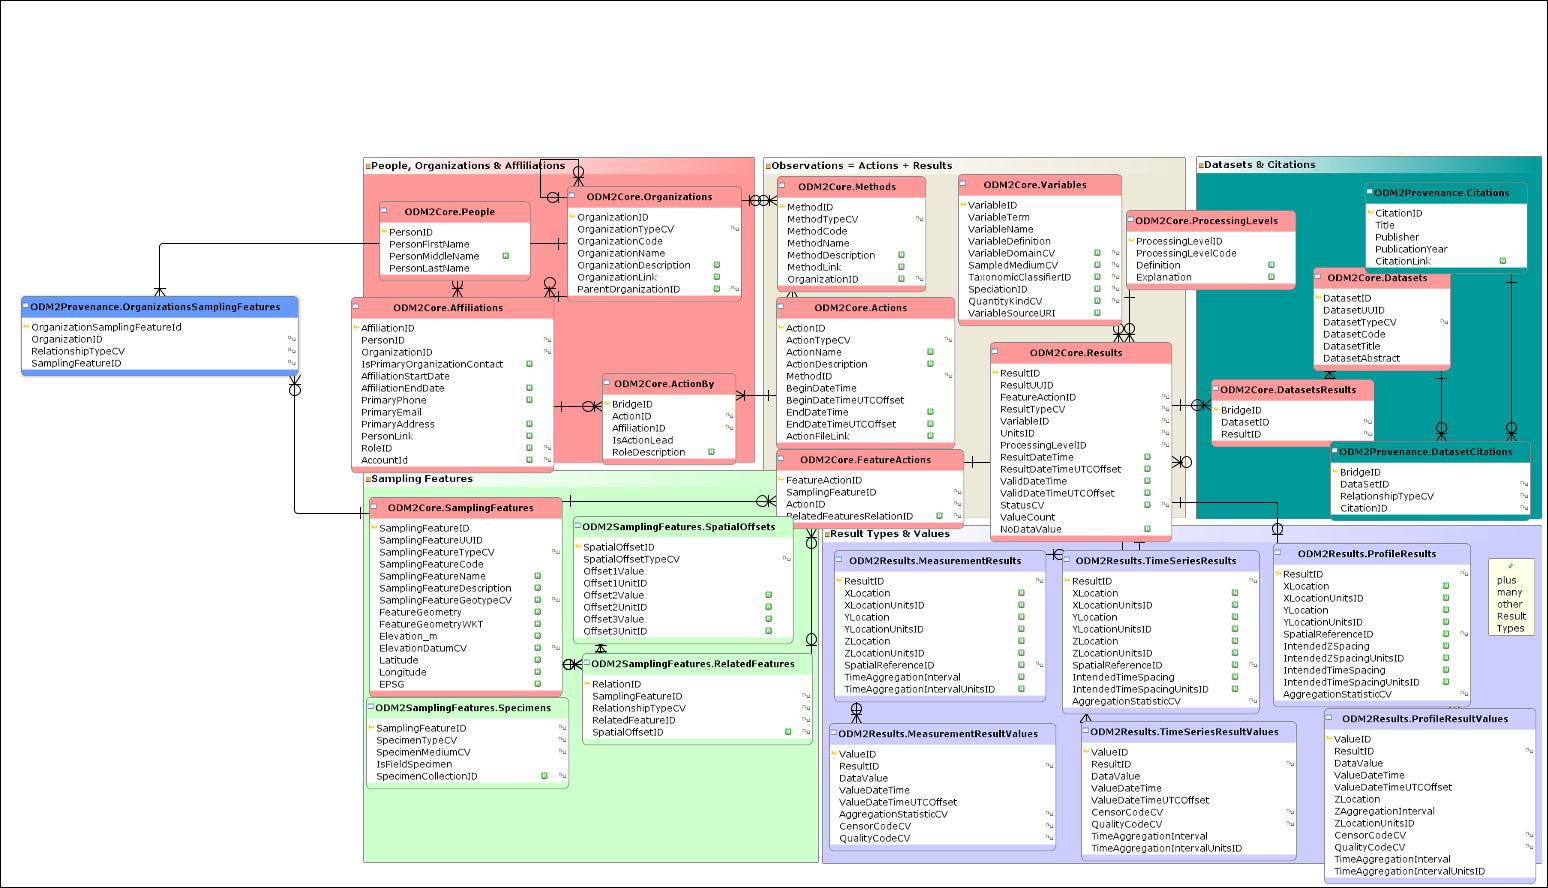 People, Organizations & Affliliations
ODM2Core.People
PersonID
PersonFirstName
PersonMiddleName
PersonLastName
ODM2Core.Organizations
OrganizationID
OrganizationTypeCV
OrganizationCode
OrganizationName
OrganizationDescription
OrganizationLink
ParentOrganizationID
ODM2Provenance.OrganizationsSamplingFeatures
OrganizationSamplingFeatureId
OrganizationID
RelationshipTypeCV
SamplingFeatureID
ODM2Core.Affiliations
AffiliationID
PersonID
OrganizationID
IsPrimaryOrganizationContact
AffiliationStartDate
AffiliationEndDate
PrimaryPhone
PrimaryEmail
PrimaryAddress
PersonLink
RoleID
AccountId
ODM2Core.ActionBy
BridgeID
ActionID
AffiliationID
IsActionLead
RoleDescription
Observations = Actions + Results
ODM2Core.Methods
MethodID
MethodTypeCV
MethodCode
MethodName
MethodDescription
MethodLink
OrganizationID
ODM2Core.Variables
VariableID
VariableTerm
VariableName
VariableDefinition
VariableDomainCV
SampledMediumCV
TaxonomicClassifierID
SpeciationID
QuantityKindCV
VariableSourceURI
ODM2Core.ProcessingLevels
ProcessingLevelID
ProcessingLevelCode
Definition
Explanation
ODM2Core.Actions
ActionID
ActionTypeCV
ActionName
ActionDescription
MethodID
BeginDateTime
BeginDateTimeUTCOffset
EndDateTime
EndDateTimeUTCOffset
ActionFileLink
ODM2Core.FeatureActions
FeatureActionID
SamplingFeatureID
ActionID
RelatedFeaturesRelationID
ODM2Core.Results
ResultID
ResultUUID
FeatureActionID
ResultTypeCV
VariableID
UnitsID
ProcessingLevelID
ResultDateTime
ResultDateTimeUTCOffset
ValidDateTime
ValidDateTimeUTCOffset
StatusCV
ValueCount
NoDataValue
Datasets & Citations
ODM2Provenance.Citations
CitationID
Title
Publisher
PublicationYear
CitationLink
ODM2Core.Datasets
DatasetID
DatasetUUID
DatasetTypeCV
DatasetCode
DatasetTitle
DatasetAbstract
ODM2Core.DatasetsResults
BridgeID
DatasetID
ResultID
ODM2Provenance.DatasetCitations
BridgeID
DataSetID
RelationshipTypeCV
CitationID
Sampling Features
ODM2Core.SamplingFeatures
SamplingFeatureID
SamplingFeatureUUID
SamplingFeatureTypeCV
SamplingFeatureCode
SamplingFeatureName
SamplingFeatureDescription
SamplingFeatureGeotypeCV
FeatureGeometry
FeatureGeometryWKT
Elevation_m
ElevationDatumCV
Latitude
Longitude
EPSG
ODM2SamplingFeatures.SpatialOffsets
SpatialOffsetID
SpatialOffsetTypeCV
Offset1Value
Offset1UnitID
Offset2Value
Offset2UnitID
Offset3Value
Offset3UnitID
ODM2SamplingFeatures.RelatedFeatures
RelationID
SamplingFeatureID
RelationshipTypeCV
RelatedFeatureID
SpatialOffsetID
ODM2SamplingFeatures.Specimens
SamplingFeatureID
SpecimenTypeCV
SpecimenMediumCV
IsFieldSpecimen
SpecimenCollectionID
Result Types & Values
ODM2Results.MeasurementResults
ResultID
XLocation
XLocationUnitsID
YLocation
YLocationUnitsID
ZLocation
ZLocationUnitsID
SpatialReferenceID
TimeAggregationInterval
TimeAggregationIntervalUnitsID
ODM2Results.TimeSeriesResults
ResultID
XLocation
XLocationUnitsID
YLocation
YLocationUnitsID
ZLocation
ZLocationUnitsID
SpatialReferenceID
IntendedTimeSpacing
IntendedTimeSpacingUnitsID
AggregationStatisticCV
ODM2Results.ProfileResults
ResultID
XLocation
XLocationUnitsID
YLocation
YLocationUnitsID
SpatialReferenceID
IntendedZSpacing
IntendedZSpacingUnitsID
IntendedTimeSpacing
IntendedTimeSpacingUnitsID
AggregationStatisticCV
plus
many
other
Result
Types
ODM2Results.MeasurementResultValues
ValueID
ResultID
DataValue
ValueDateTime
ValueDateTimeUTCOffset
AggregationStatisticCV
CensorCodeCV
QualityCodeCV
ODM2Results.TimeSeriesResultValues
ValueID
ResultID
DataValue
ValueDateTime
ValueDateTimeUTCOffset
CensorCodeCV
QualityCodeCV
TimeAggregationInterval
TimeAggregationIntervalUnitsID
ODM2Results.ProfileResultValues
ValueID
ResultID
DataValue
ValueDateTime
ValueDateTimeUTCOffset
ZLocation
ZAggregationInterval
ZLocationUnitsID
CensorCodeCV
QualityCodeCV
TimeAggregationInterval
TimeAggregationIntervalUnitsID